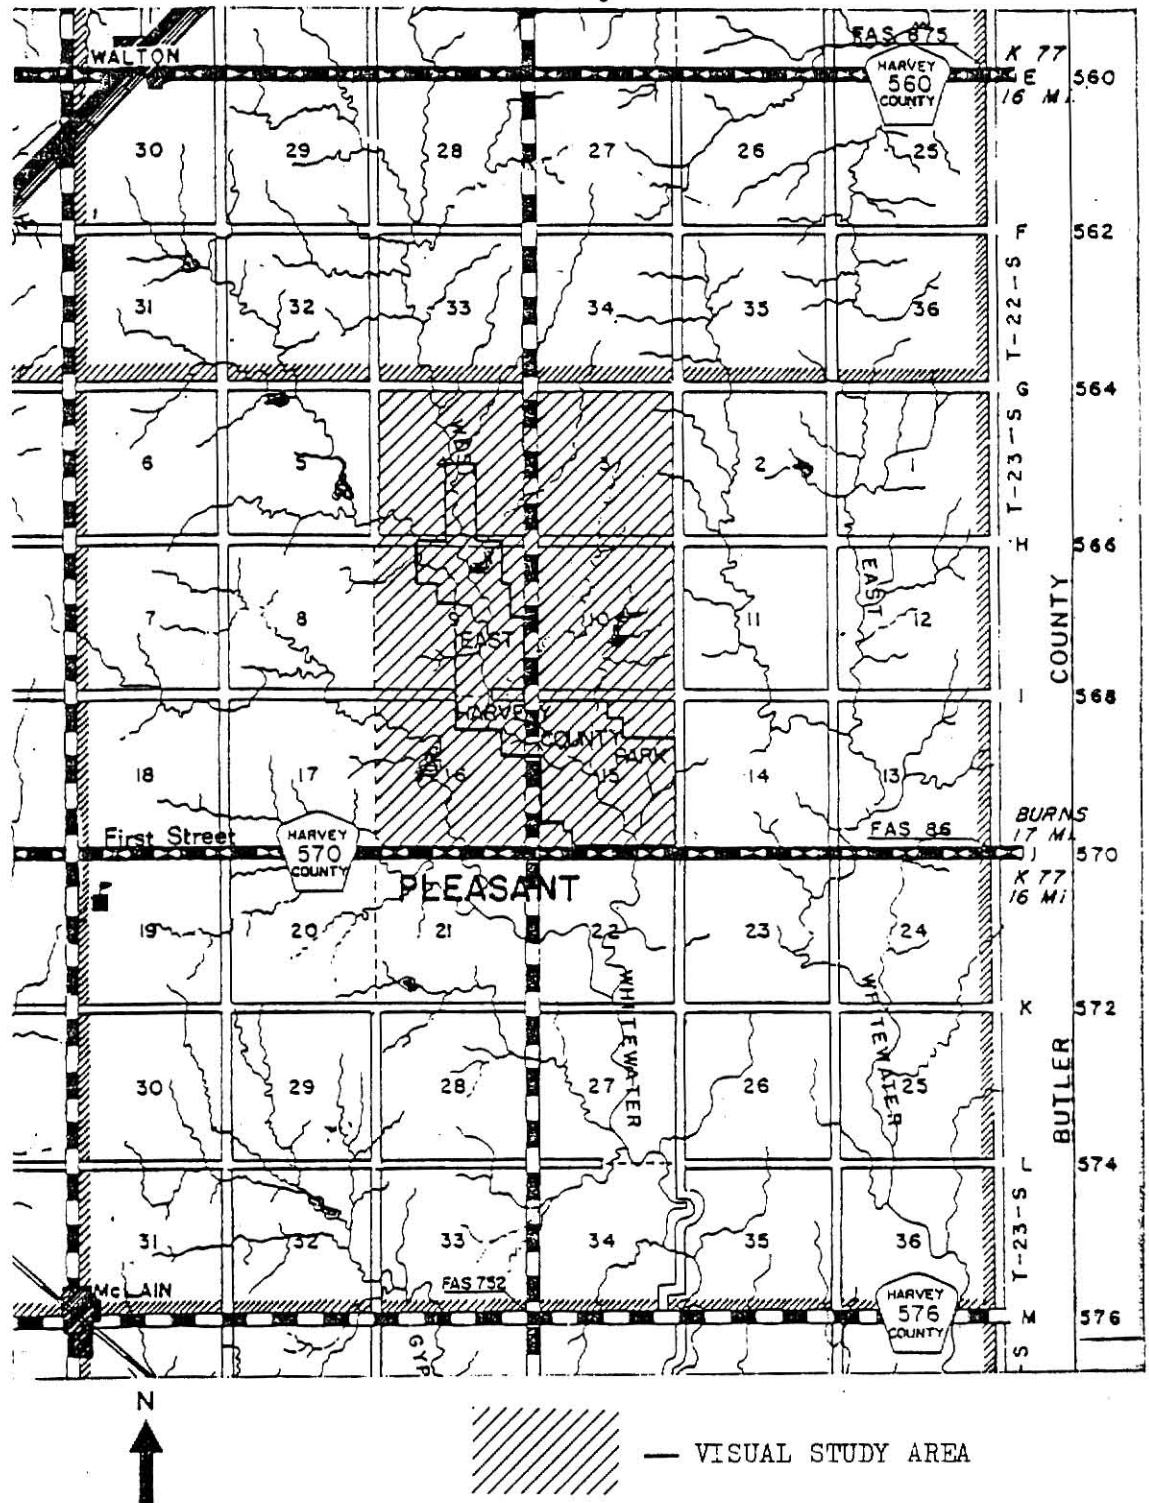 FAS 875
K 77
WALTON
HARVEY
560
COUNTY
E
560
16 Mi.
30
29
28
27
26
25
F
562
31
32
33
34
35
36
T-22-S
G
564
WEST
6
5
3
2
1
T-23-S
H
566
EAST
7
8
9
10
11
12
EAST
COUNTY
I
568
HARVEY
COUNTY
PARK
18
17
16
15
14
13
BURNS
17 Mi.
First Street
HARVEY
570
COUNTY
FAS 86
J
570
PLEASANT
K 77
16 Mi
19
20
21
22
23
24
WHITEWATER
WHITEWATER
K
572
30
29
28
27
26
25
BUTLER
L
574
31
32
33
34
35
36
T-23-S
McLAIN
FAS 752
HARVEY
576
COUNTY
M
576
GYP
S
N
— VISUAL STUDY AREA